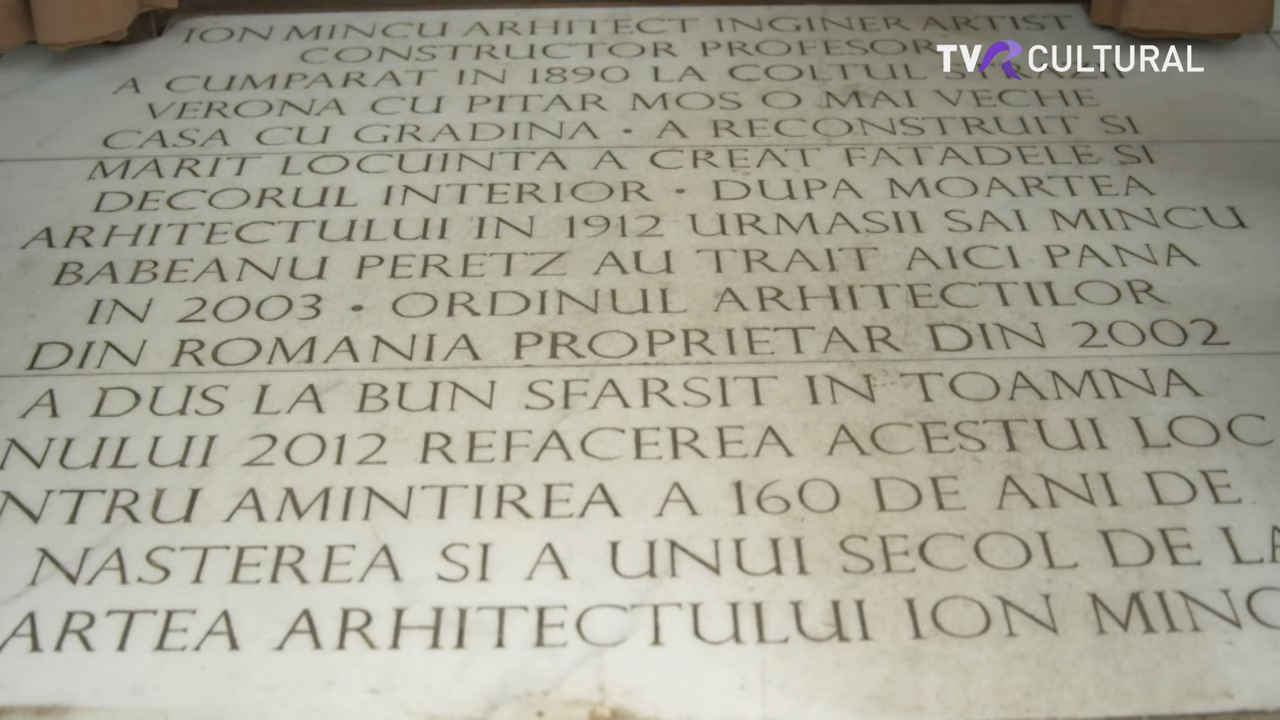 ION MINCU ARHITECT INGINER ARTIST
CONSTRUCTOR PROFESOR
TVR CULTURAL
A CUMPARAT IN 1890 LA COLTUL STRAZII
VERONA CU PITAR MOS O MAI VECHE
CASA CU GRADINA · A RECONSTRUIT SI
MARIT LOCUINTA A CREAT FATADELE SI
DECORUL INTERIOR · DUPA MOARTEA
ARHITECTULUI IN 1912 URMASII SAI MINCU
BABEANU PERETZ AU TRAIT AICI PANA
IN 2003 · ORDINUL ARHITECTILOR
DIN ROMANIA PROPRIETAR DIN 2002
A DUS LA BUN SFARSIT IN TOAMNA
NULUI 2012 REFACEREA ACESTUI LOC
NTRU AMINTIREA A 160 DE ANI DE
NASTEREA SI A UNUI SECOL DE LA
ARTEA ARHITECTULUI ION MINC